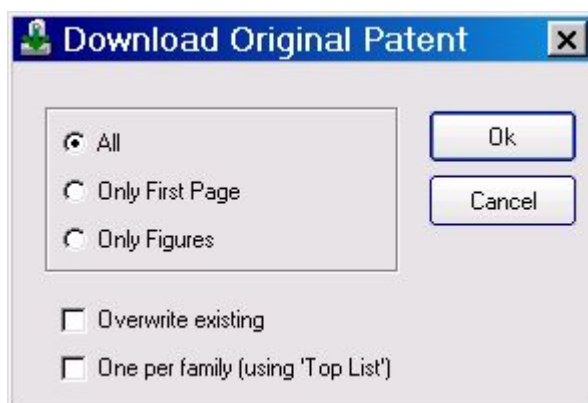 Download Original Patent
All
Ok
Only First Page
Cancel
Only Figures
Overwrite existing
One per family (using 'Top List')